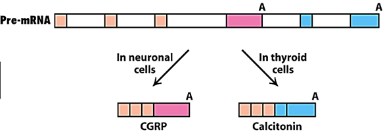 A A
Pre-mRNA
In neuronal cells
In thyroid cells
A A
CGRP Calcitonin